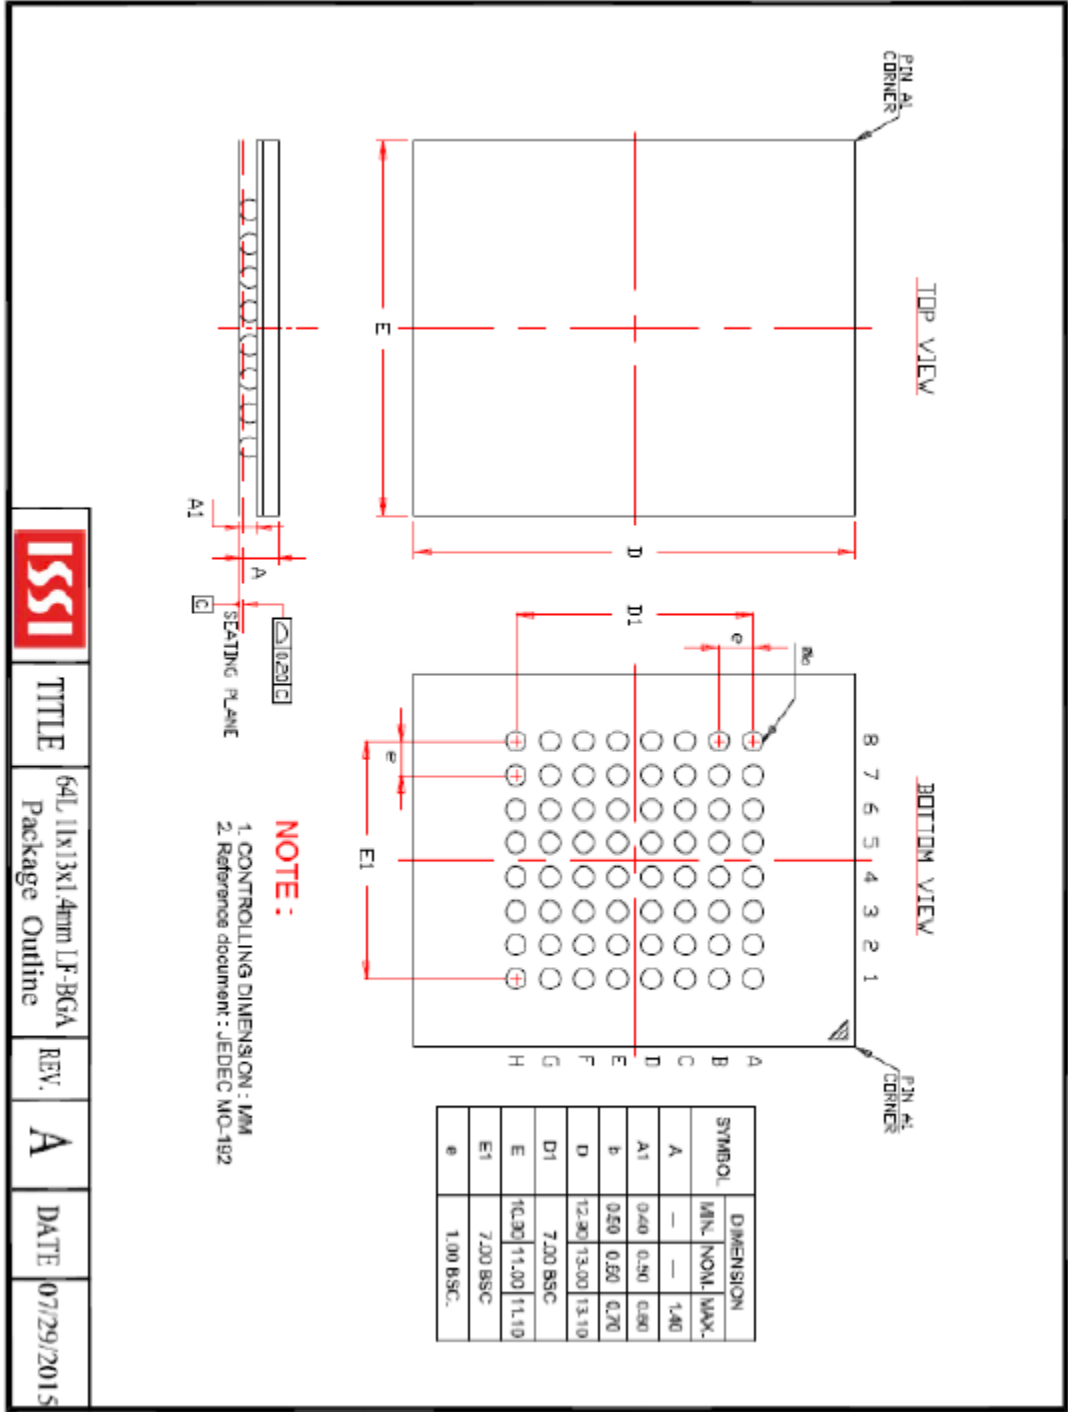 TOP VIEW
BOTTOM VIEW
PIN A1
CORNER
PIN A1
CORNER
8 7 6 5 4 3 2 1
A
B
C
D
E
F
G
H
D
D1
e
E
E1
e
A1
A
0.20 C
C
SEATING PLANE
SYMBOL DIMENSION
MIN. NOM. MAX.
A — — 1.40
A1 0.40 0.50 0.60
b 0.50 0.60 0.70
D 12.90 13.00 13.10
D1 7.00 BSC
E 10.90 11.00 11.10
E1 7.00 BSC
e 1.00 BSC.
NOTE :
1. CONTROLLING DIMENSION : MM
2. Reference document : JEDEC MO-192
ISSI
TITLE
64L 11x13x1.4mm LF-BGA
Package Outline
REV.
A
DATE
07/29/2015